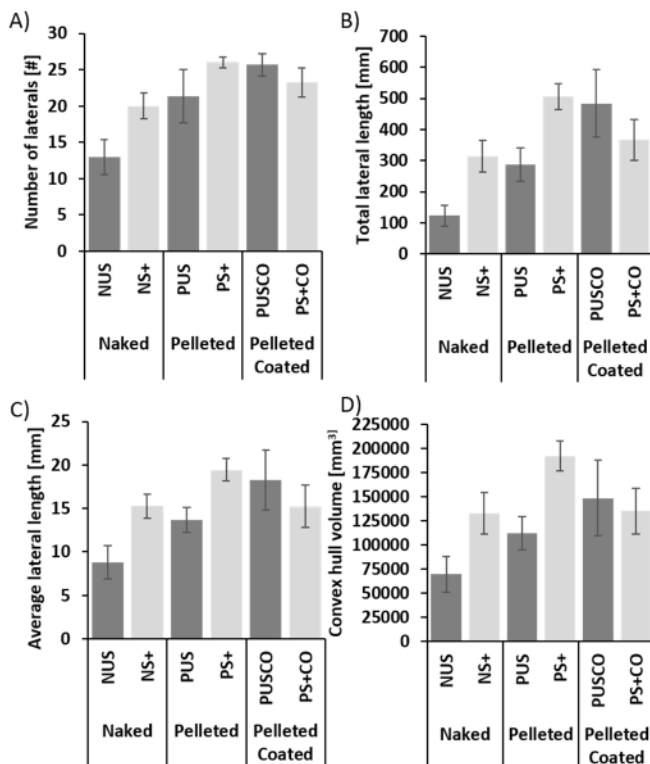 A)
Number of laterals [#]
30
25
20
15
10
5
0
NUS
NS+
PUS
PS+
PUSCO
PS+CO
Naked
Pelleted
Pelleted
Coated
B)
Total lateral length [mm]
700
600
500
400
300
200
100
0
NUS
NS+
PUS
PS+
PUSCO
PS+CO
Naked
Pelleted
Pelleted
Coated
C)
Average lateral length [mm]
25
20
15
10
5
0
NUS
NS+
PUS
PS+
PUSCO
PS+CO
Naked
Pelleted
Pelleted
Coated
D)
Convex hull volume [mm³]
225000
200000
175000
150000
125000
100000
75000
50000
25000
0
NUS
NS+
PUS
PS+
PUSCO
PS+CO
Naked
Pelleted
Pelleted
Coated